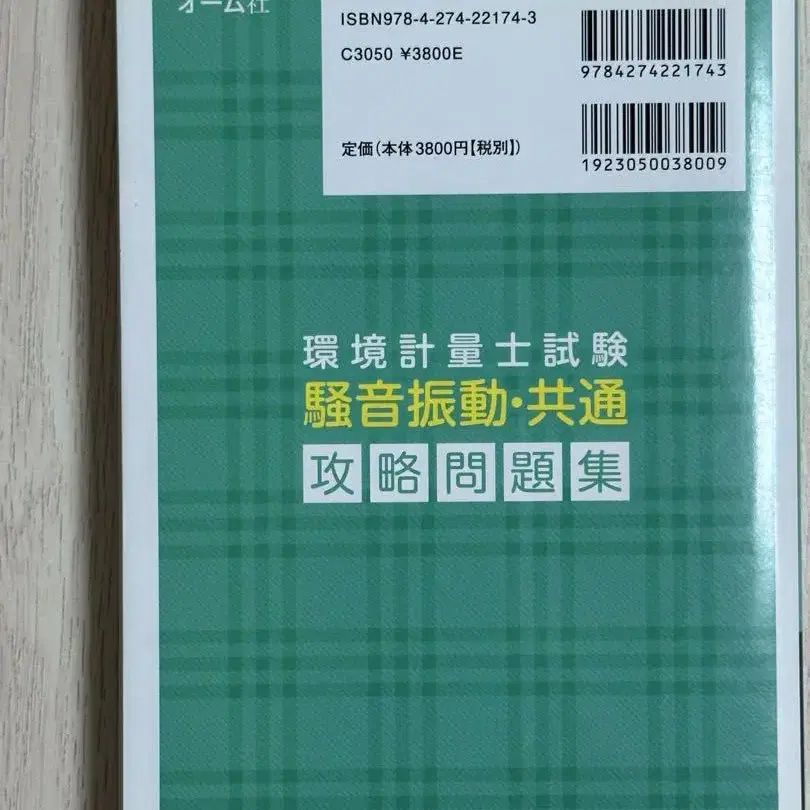 オーム社
ISBN978-4-274-22174-3
C3050 ¥3800E
定価(本体3800円【税別】)
9784274221743
1923050038009
環境計量士試験
騒音振動・共通
攻略問題集